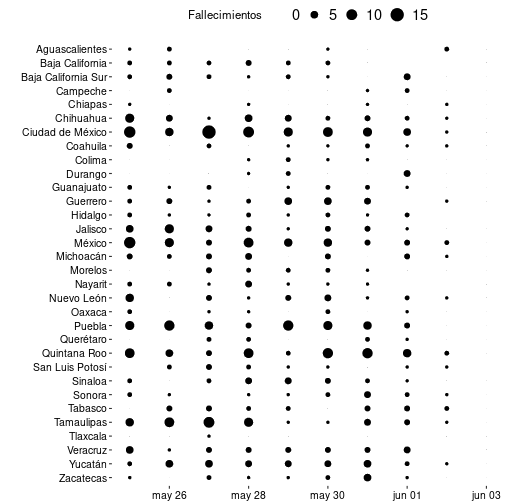 Fallecimientos 0 5 10 15
Aguascalientes
Baja California
Baja California Sur
Campeche
Chiapas
Chihuahua
Ciudad de México
Coahuila
Colima
Durango
Guanajuato
Guerrero
Hidalgo
Jalisco
México
Michoacán
Morelos
Nayarit
Nuevo León
Oaxaca
Puebla
Querétaro
Quintana Roo
San Luis Potosí
Sinaloa
Sonora
Tabasco
Tamaulipas
Tlaxcala
Veracruz
Yucatán
Zacatecas
may 26 may 28 may 30 jun 01 jun 03